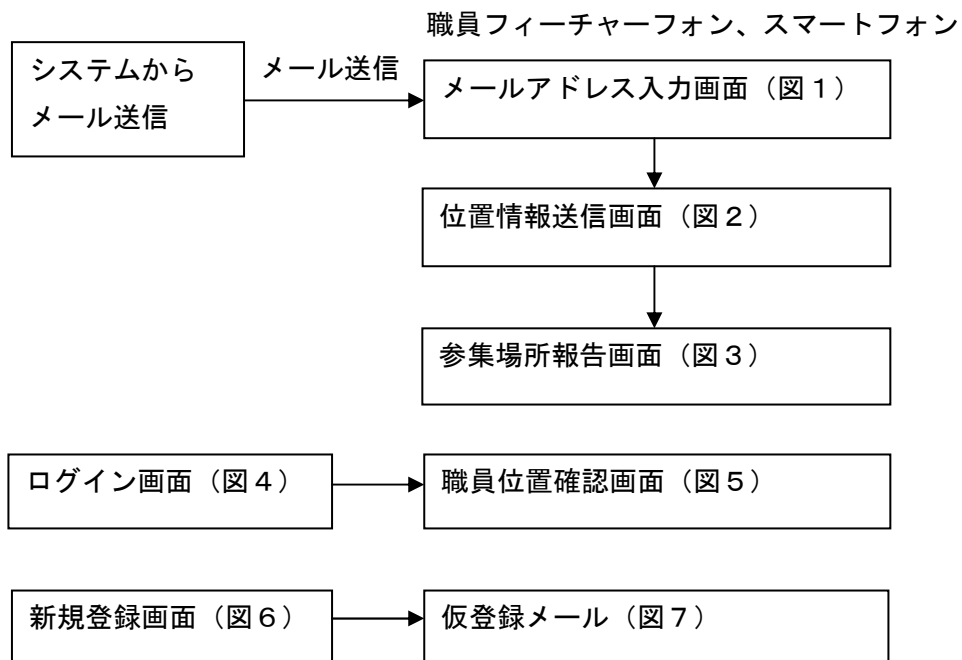 職員フィーチャーフォン、スマートフォン
システムから
メール送信
メール送信
メールアドレス入力画面（図１）
位置情報送信画面（図２）
参集場所報告画面（図３）
ログイン画面（図４）
職員位置確認画面（図５）
新規登録画面（図６）
仮登録メール（図７）